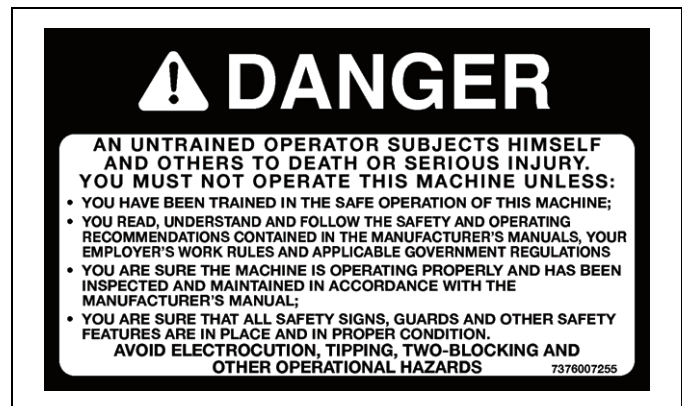 DANGER
AN UNTRAINED OPERATOR SUBJECTS HIMSELF
AND OTHERS TO DEATH OR SERIOUS INJURY.
YOU MUST NOT OPERATE THIS MACHINE UNLESS:
• YOU HAVE BEEN TRAINED IN THE SAFE OPERATION OF THIS MACHINE;
• YOU READ, UNDERSTAND AND FOLLOW THE SAFETY AND OPERATING
RECOMMENDATIONS CONTAINED IN THE MANUFACTURER'S MANUALS, YOUR
EMPLOYER'S WORK RULES AND APPLICABLE GOVERNMENT REGULATIONS
• YOU ARE SURE THE MACHINE IS OPERATING PROPERLY AND HAS BEEN
INSPECTED AND MAINTAINED IN ACCORDANCE WITH THE
MANUFACTURER'S MANUAL;
• YOU ARE SURE THAT ALL SAFETY SIGNS, GUARDS AND OTHER SAFETY
FEATURES ARE IN PLACE AND IN PROPER CONDITION.
AVOID ELECTROCUTION, TIPPING, TWO-BLOCKING AND
OTHER OPERATIONAL HAZARDS 7376007255